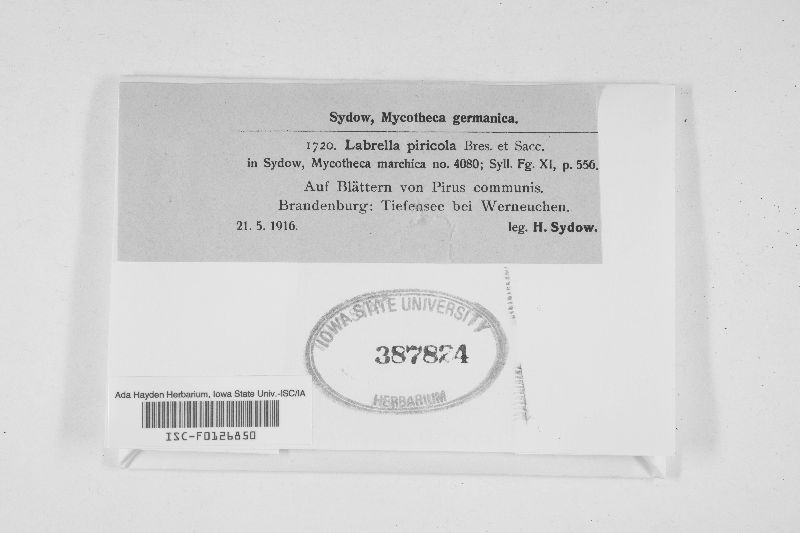 Sydow, Mycotheca germanica.
1720. Labrella piricola Bres. et Sacc.
in Sydow, Mycotheca marchica no. 4080; Syll. Fg. XI, p. 556.
Auf Blättern von Pirus communis.
Brandenburg: Tiefensee bei Werneuchen.
21. 5. 1916. leg. H. Sydow.
IOWA STATE UNIVERSITY
387824
HERBARIUM
Ada Hayden Herbarium, Iowa State Univ.-ISC/IA
ISC-F0126850